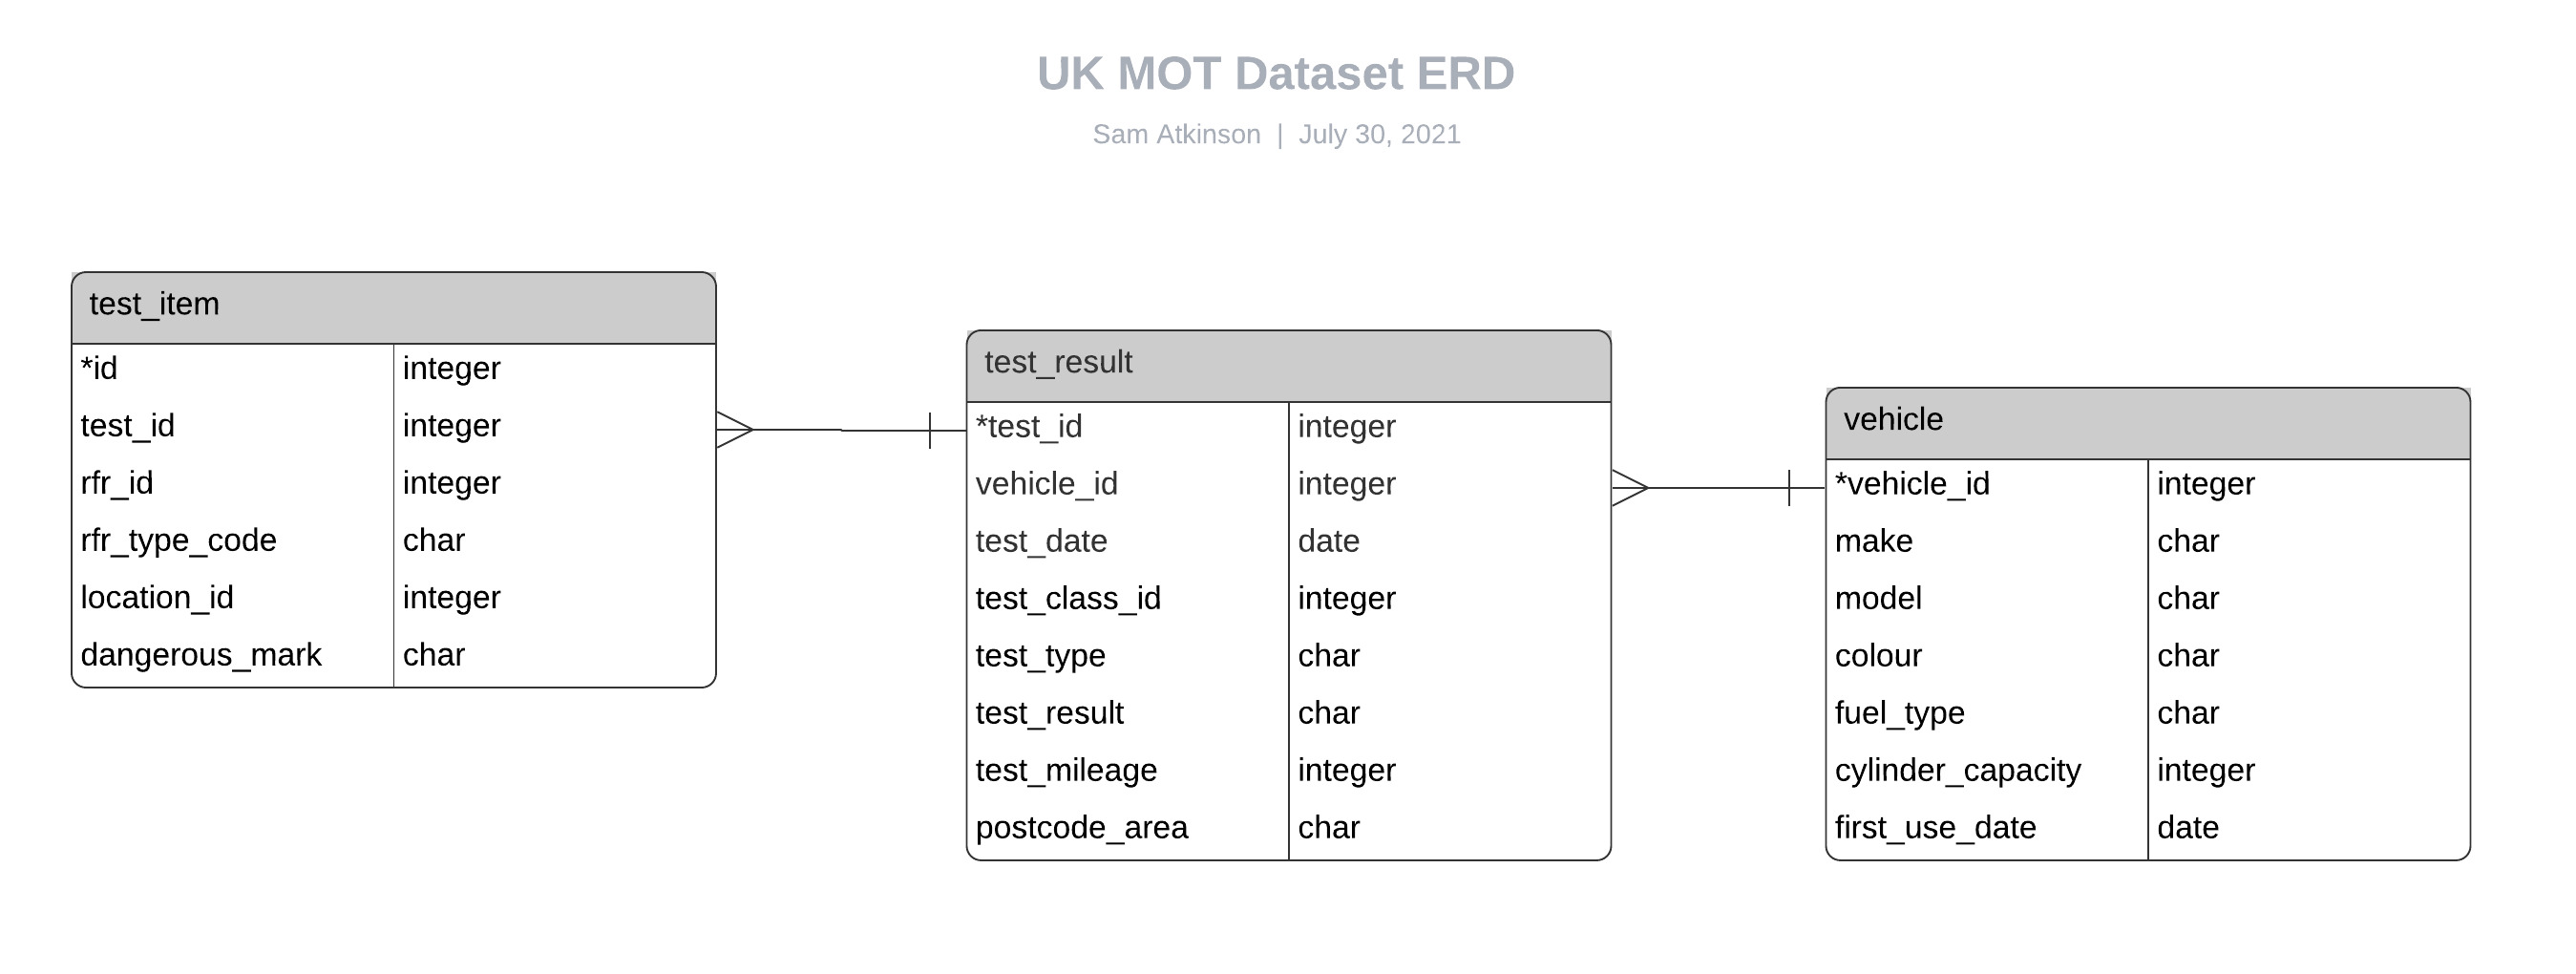 UK MOT Dataset ERD
Sam Atkinson | July 30, 2021
test_item
*id integer
test_id integer
rfr_id integer
rfr_type_code char
location_id integer
dangerous_mark char
test_result
*test_id integer
vehicle_id integer
test_date date
test_class_id integer
test_type char
test_result char
test_mileage integer
postcode_area char
vehicle
*vehicle_id integer
make char
model char
colour char
fuel_type char
cylinder_capacity integer
first_use_date date